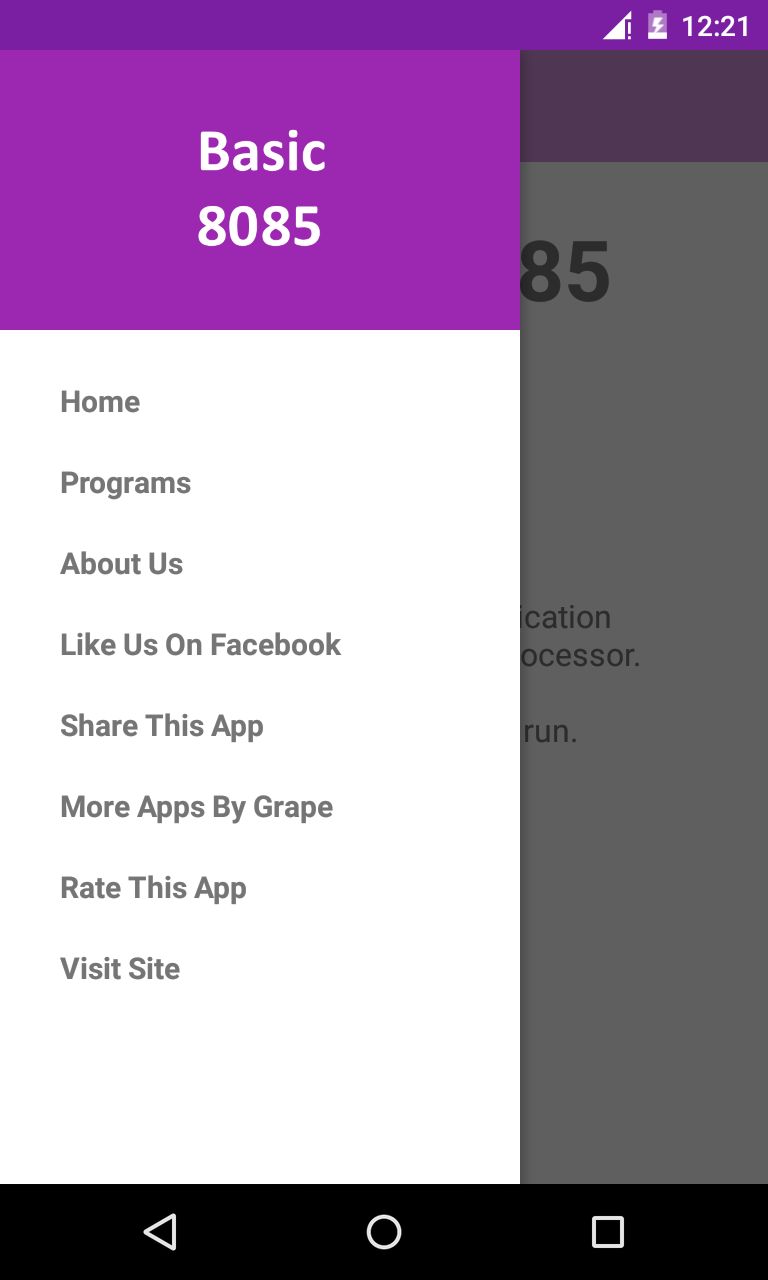 12:21
Basic
8085
85
Home
Programs
About Us
ication
Like Us On Facebook
ocessor.
Share This App
run.
More Apps By Grape
Rate This App
Visit Site